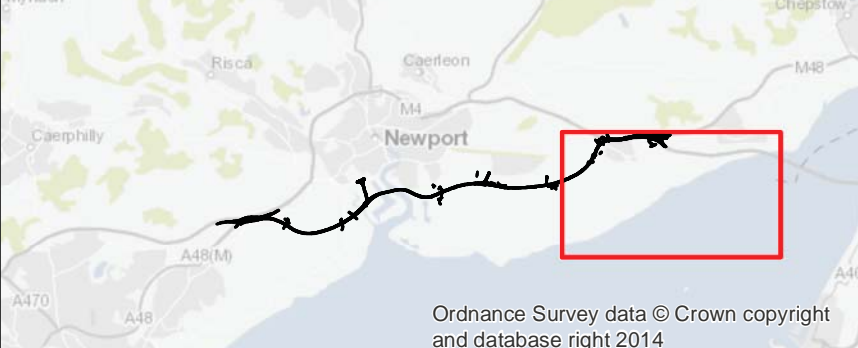 Chepstow
Risca
Caerleon
M48
M4
Caerphilly
Newport
A48(M)
A470
A48
Ordnance Survey data © Crown copyright
and database right 2014